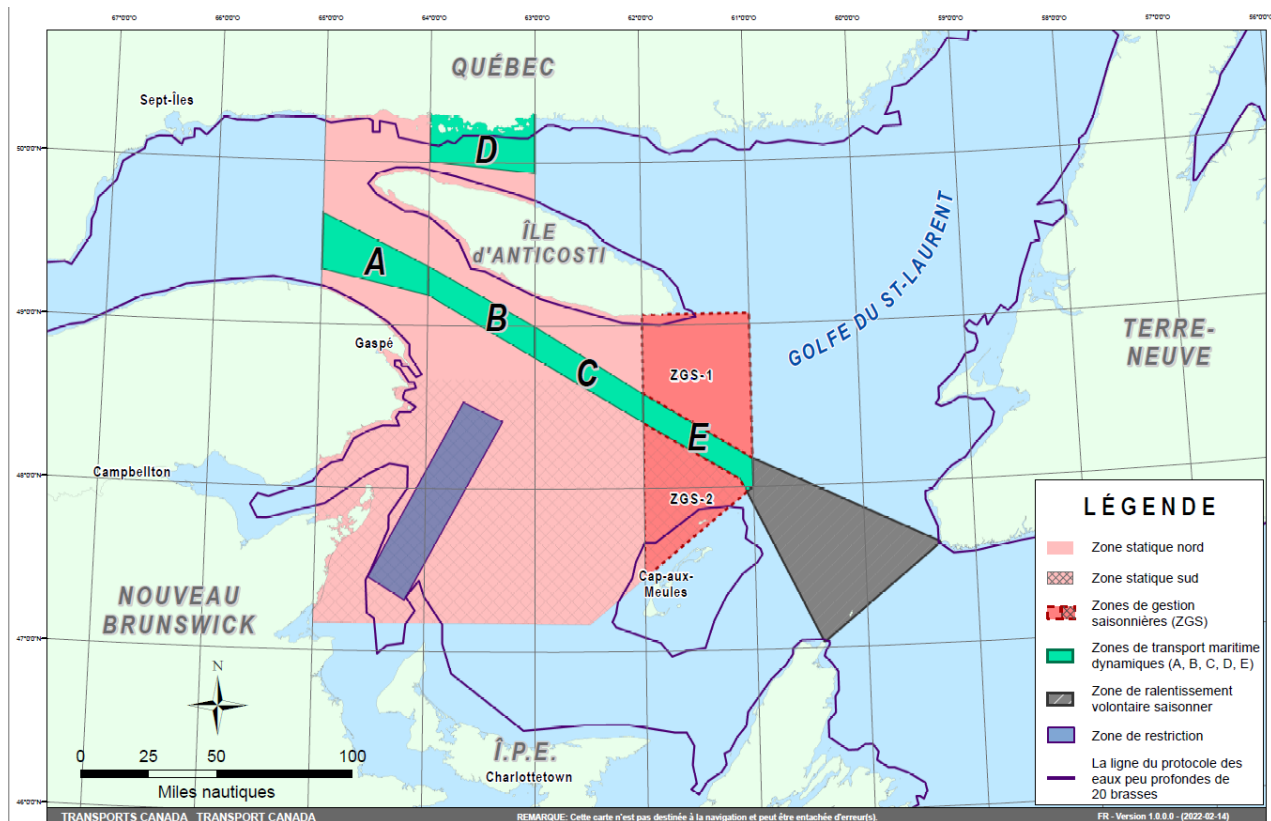 67°0'0"W 66°0'0"W 65°0'0"W 64°0'0"W 63°0'0"W 62°0'0"W 61°0'0"W 60°0'0"W 59°0'0"W 58°0'0"W 57°0'0"W 56°0'0"W
QUÉBEC
Sept-Îles
50°0'0"N
D
ÎLE
d'ANTICOSTI
A
B
49°0'0"N
Gaspé
C
ZGS-1
GOLFE DU ST-LAURENT
TERRE-
NEUVE
E
48°0'0"N
Campbellton
ZGS-2
Cap-aux-
Meules
NOUVEAU
BRUNSWICK
47°0'0"N
N
0 25 50 100
Miles nautiques
Î.P.E.
Charlottetown
46°0'0"N
LÉGENDE
Zone statique nord
Zone statique sud
Zones de gestion
saisonnières (ZGS)
Zones de transport maritime
dynamiques (A, B, C, D, E)
Zone de ralentissement
volontaire saisonner
Zone de restriction
La ligne du protocole des
eaux peu profondes de
20 brasses
TRANSPORTS CANADA TRANSPORT CANADA
REMARQUE: Cette carte n'est pas destinée à la navigation et peut être entachée d'erreur(s).
FR - Version 1.0.0.0 - (2022-02-14)